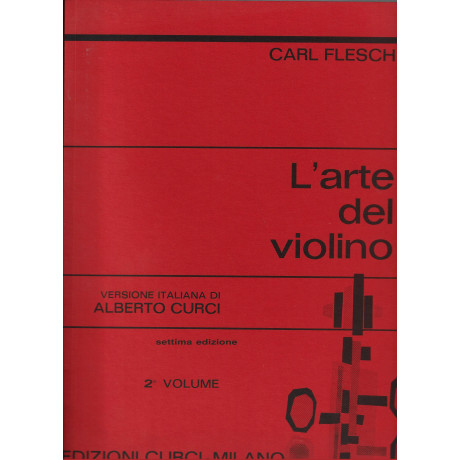 CARL FLESCH
L'arte
del
violino
VERSIONE ITALIANA DI
ALBERTO CURCI
settima edizione
2° VOLUME
EDIZIONI CURCI-MILANO